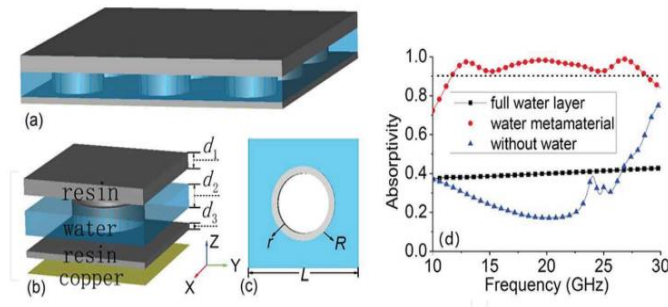 (a)
resin
water
resin
copper
d1
d2
d3
Z
Y
X
(b)
r
R
L
(c)
Absorptivity
1.0
0.8
0.6
0.4
0.2
0.0
full water layer
water metamaterial
without water
(d)
10
15
20
25
30
Frequency (GHz)